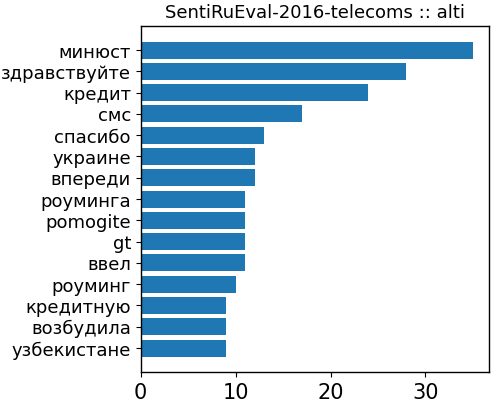 SentiRuEval-2016-telecoms :: alti
минюст
здравствуйте
кредит
смс
спасибо
украине
впереди
роуминга
pomogite
gt
ввел
роуминг
кредитную
возбудила
узбекистане
0 10 20 30